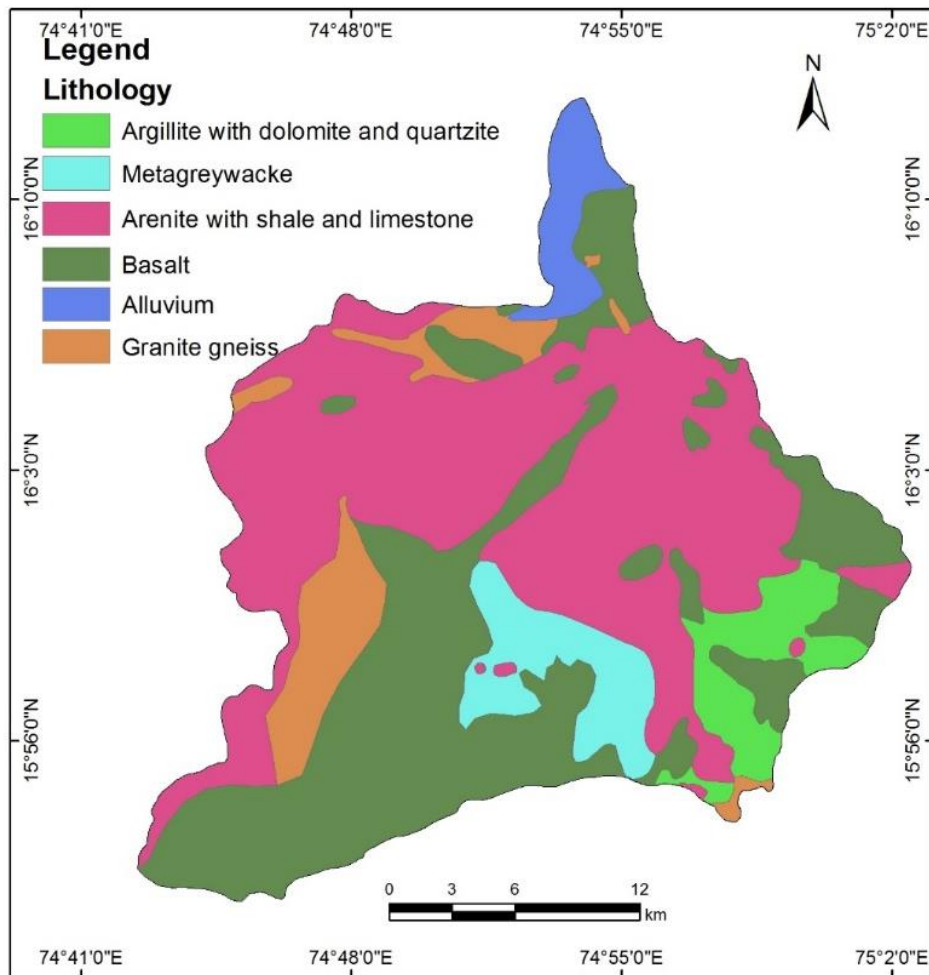 74°41'0"E 74°48'0"E 74°55'0"E 75°2'0"E
Legend
Lithology
Argillite with dolomite and quartzite
Metagreywacke
Arenite with shale and limestone
Basalt
Alluvium
Granite gneiss
N
16°10'0"N 16°10'0"N
16°3'0"N 16°3'0"N
15°56'0"N 15°56'0"N
0 3 6 12
km
74°41'0"E 74°48'0"E 74°55'0"E 75°2'0"E